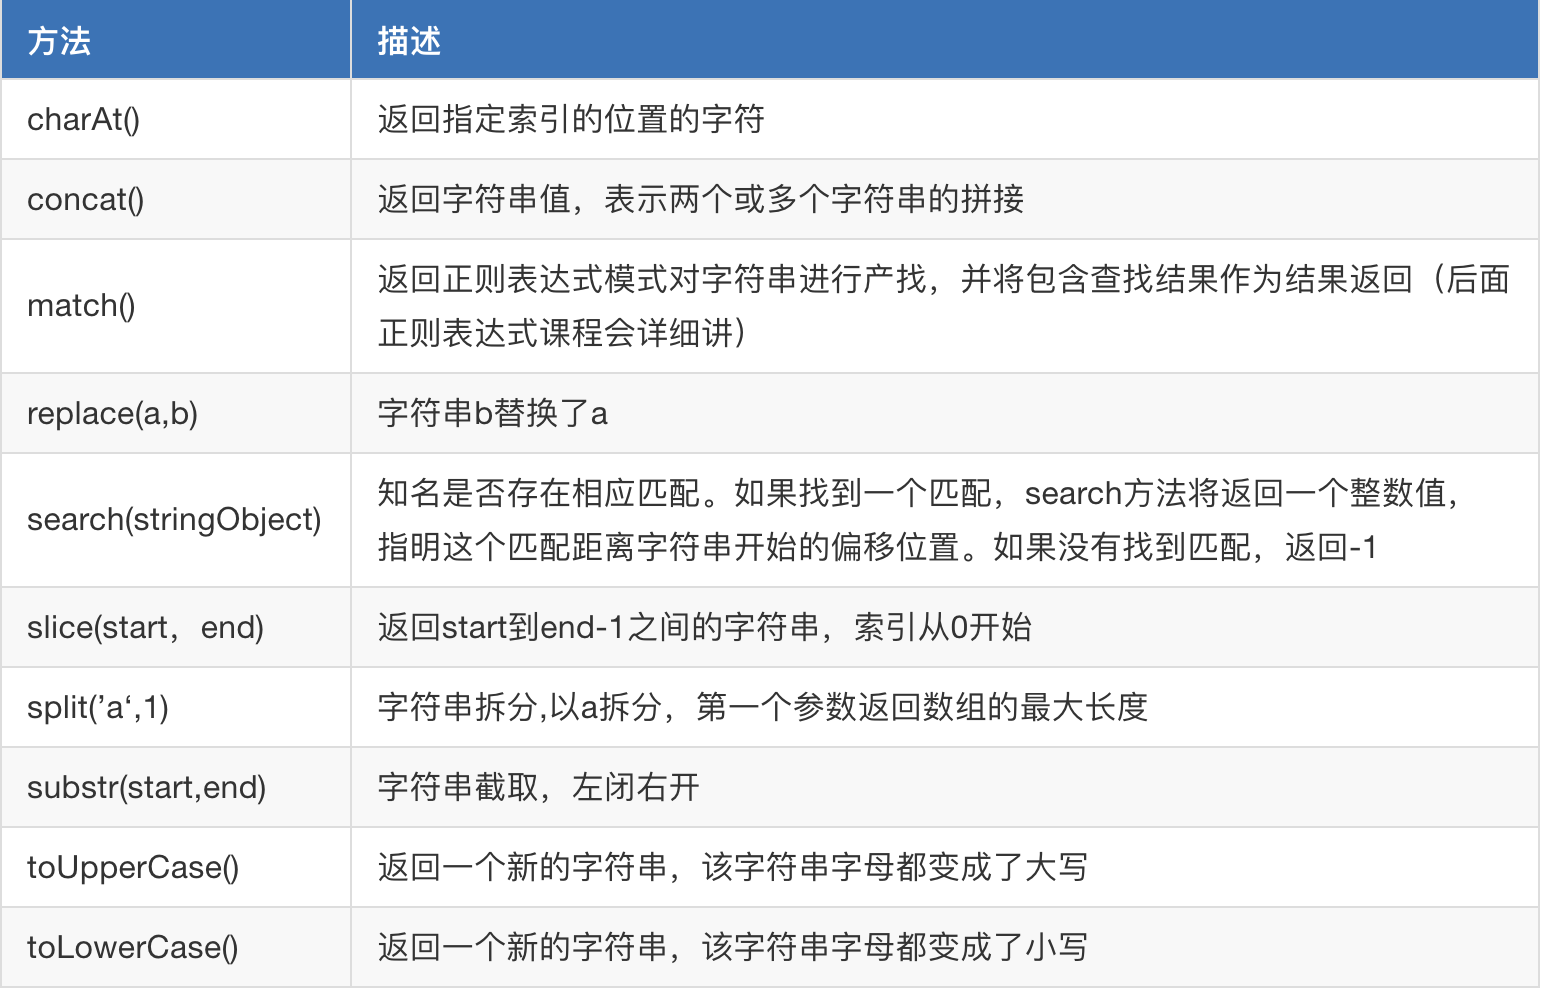 方法 描述
charAt() 返回指定索引的位置的字符
concat() 返回字符串值，表示两个或多个字符串的拼接
match() 返回正则表达式模式对字符串进行产找，并将包含查找结果作为结果返回（后面
正则表达式课程会详细讲）
replace(a,b) 字符串b替换了a
search(stringObject) 知名是否存在相应匹配。如果找到一个匹配，search方法将返回一个整数值，
指明这个匹配距离字符串开始的偏移位置。如果没有找到匹配，返回-1
slice(start，end) 返回start到end-1之间的字符串，索引从0开始
split(’a‘,1) 字符串拆分,以a拆分，第一个参数返回数组的最大长度
substr(start,end) 字符串截取，左闭右开
toUpperCase() 返回一个新的字符串，该字符串字母都变成了大写
toLowerCase() 返回一个新的字符串，该字符串字母都变成了小写